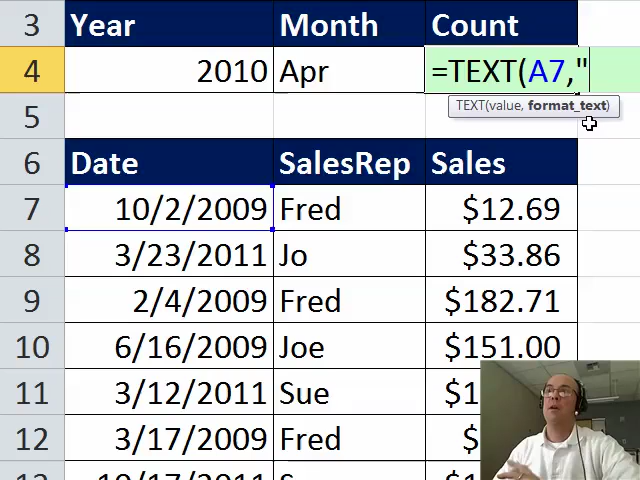 3 Year Month Count
4 2010 Apr =TEXT(A7,"
TEXT(value, format_text)
5
6 Date SalesRep Sales
7 10/2/2009 Fred $12.69
8 3/23/2011 Jo $33.86
9 2/4/2009 Fred $182.71
10 6/16/2009 Joe $151.00
11 3/12/2011 Sue
12 3/17/2009 Fred